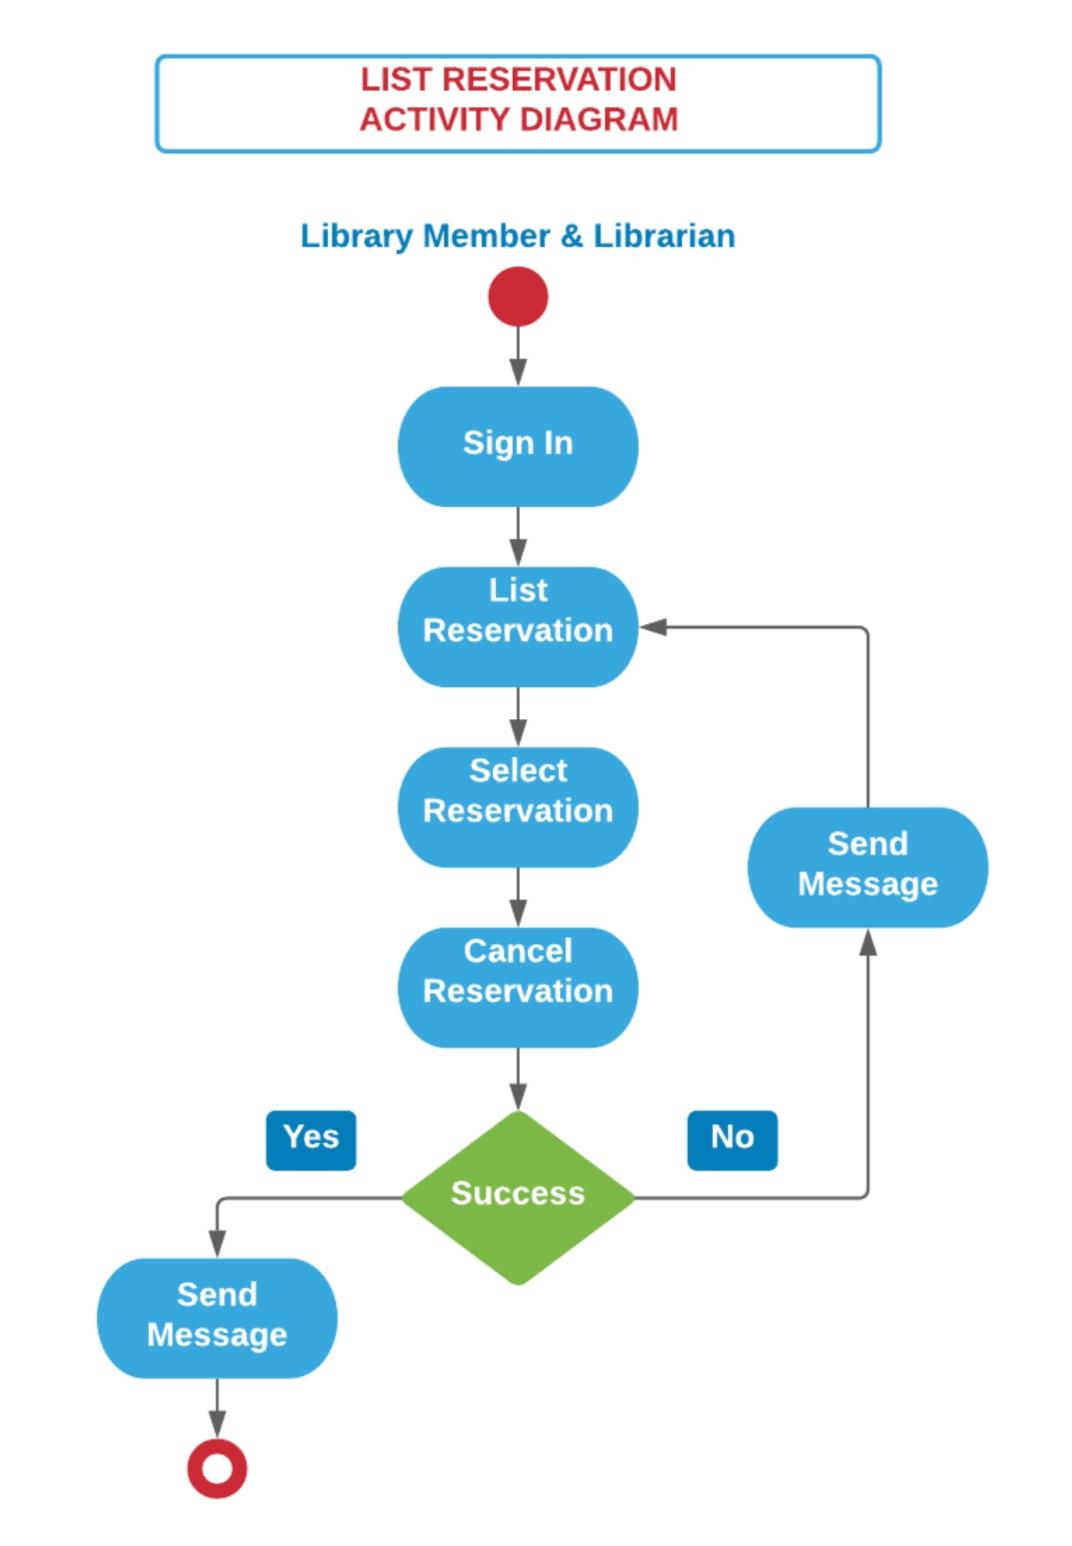 LIST RESERVATION
ACTIVITY DIAGRAM
Library Member & Librarian
Sign In
List
Reservation
Select
Reservation
Send
Message
Cancel
Reservation
Yes
No
Success
Send
Message